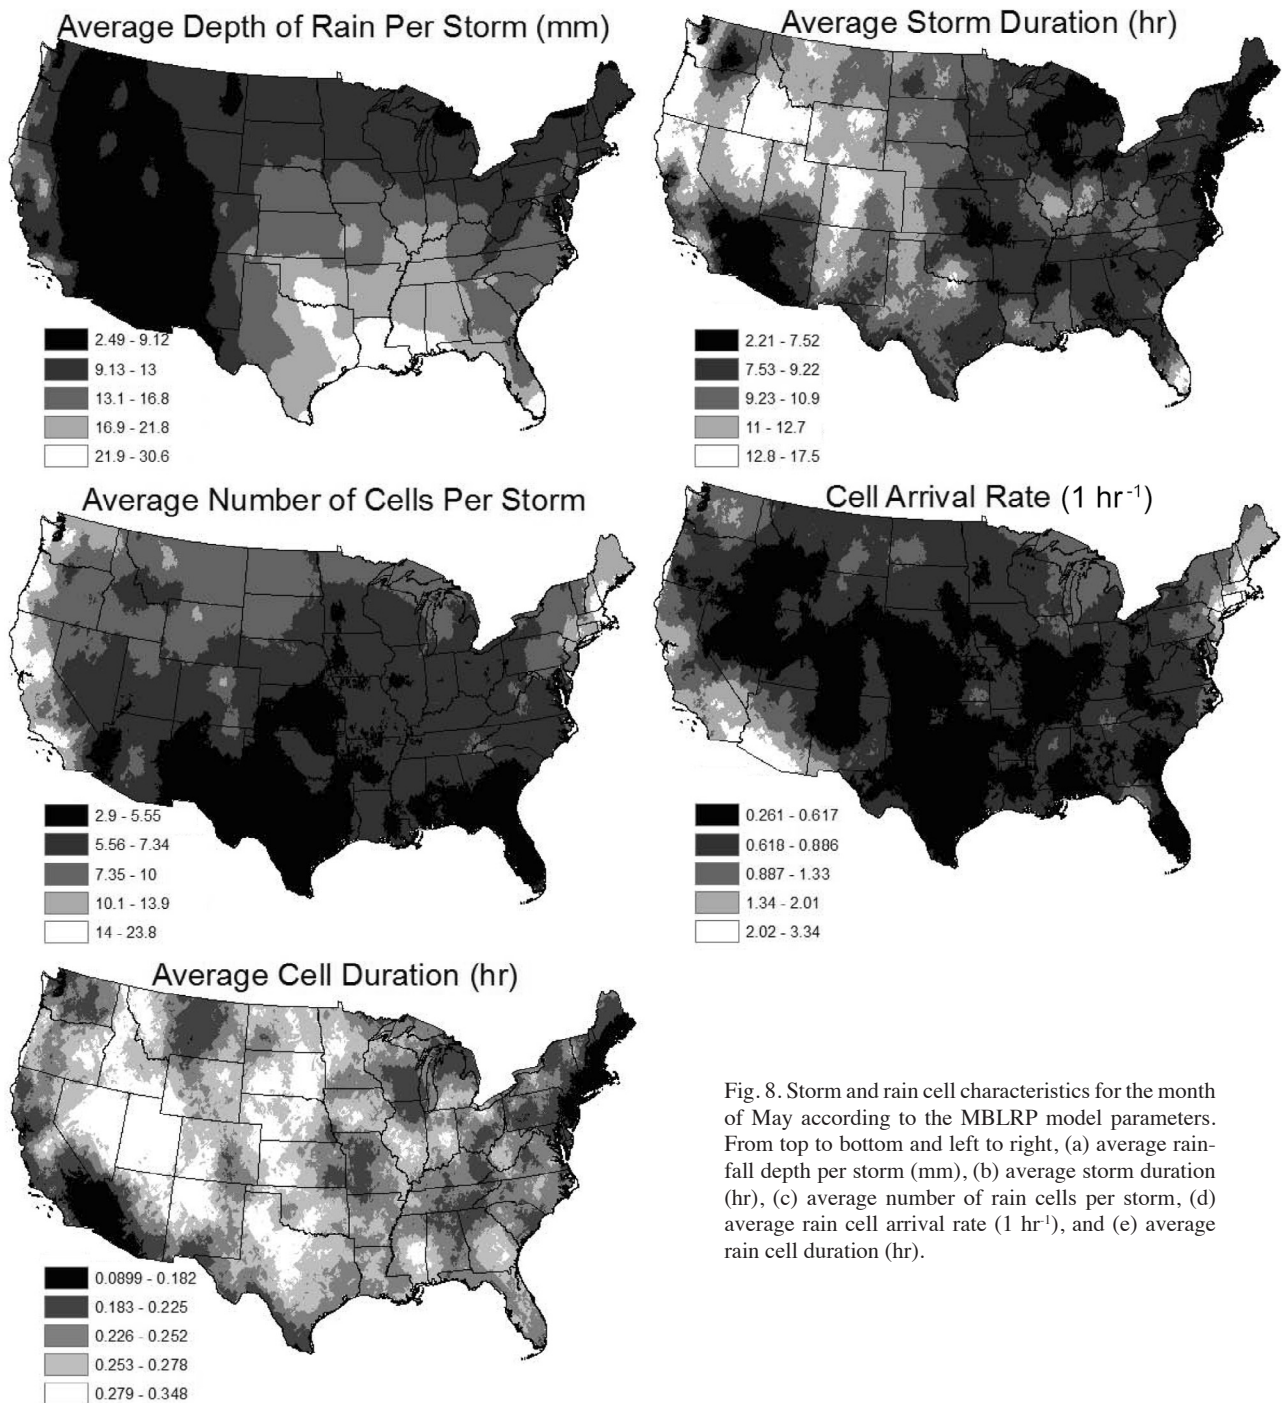 Average Depth of Rain Per Storm (mm)
2.49 - 9.12
9.13 - 13
13.1 - 16.8
16.9 - 21.8
21.9 - 30.6
Average Storm Duration (hr)
2.21 - 7.52
7.53 - 9.22
9.23 - 10.9
11 - 12.7
12.8 - 17.5
Average Number of Cells Per Storm
2.9 - 5.55
5.56 - 7.34
7.35 - 10
10.1 - 13.9
14 - 23.8
Cell Arrival Rate (1 hr⁻¹)
0.261 - 0.617
0.618 - 0.886
0.887 - 1.33
1.34 - 2.01
2.02 - 3.34
Average Cell Duration (hr)
0.0899 - 0.182
0.183 - 0.225
0.226 - 0.252
0.253 - 0.278
0.279 - 0.348
Fig. 8. Storm and rain cell characteristics for the month
of May according to the MBLRP model parameters.
From top to bottom and left to right, (a) average rain-
fall depth per storm (mm), (b) average storm duration
(hr), (c) average number of rain cells per storm, (d)
average rain cell arrival rate (1 hr⁻¹), and (e) average
rain cell duration (hr).